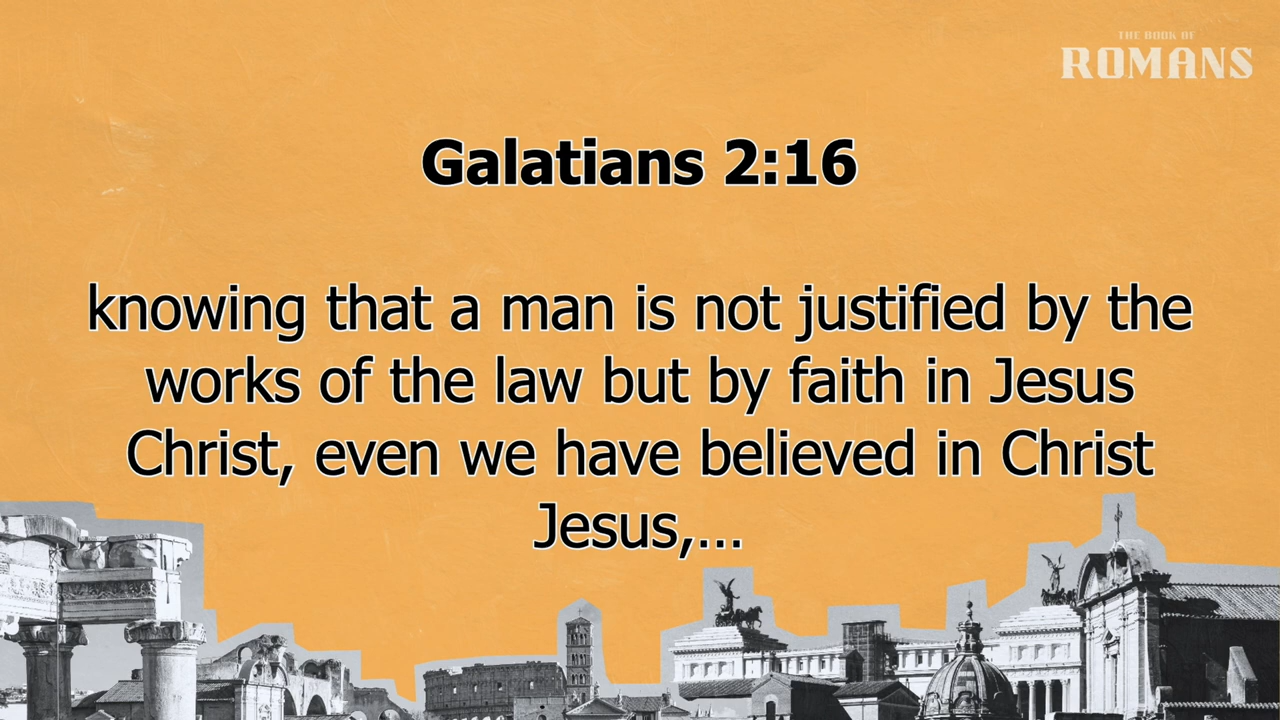 THE BOOK OF
ROMANS
Galatians 2:16
knowing that a man is not justified by the
works of the law but by faith in Jesus
Christ, even we have believed in Christ
Jesus,...